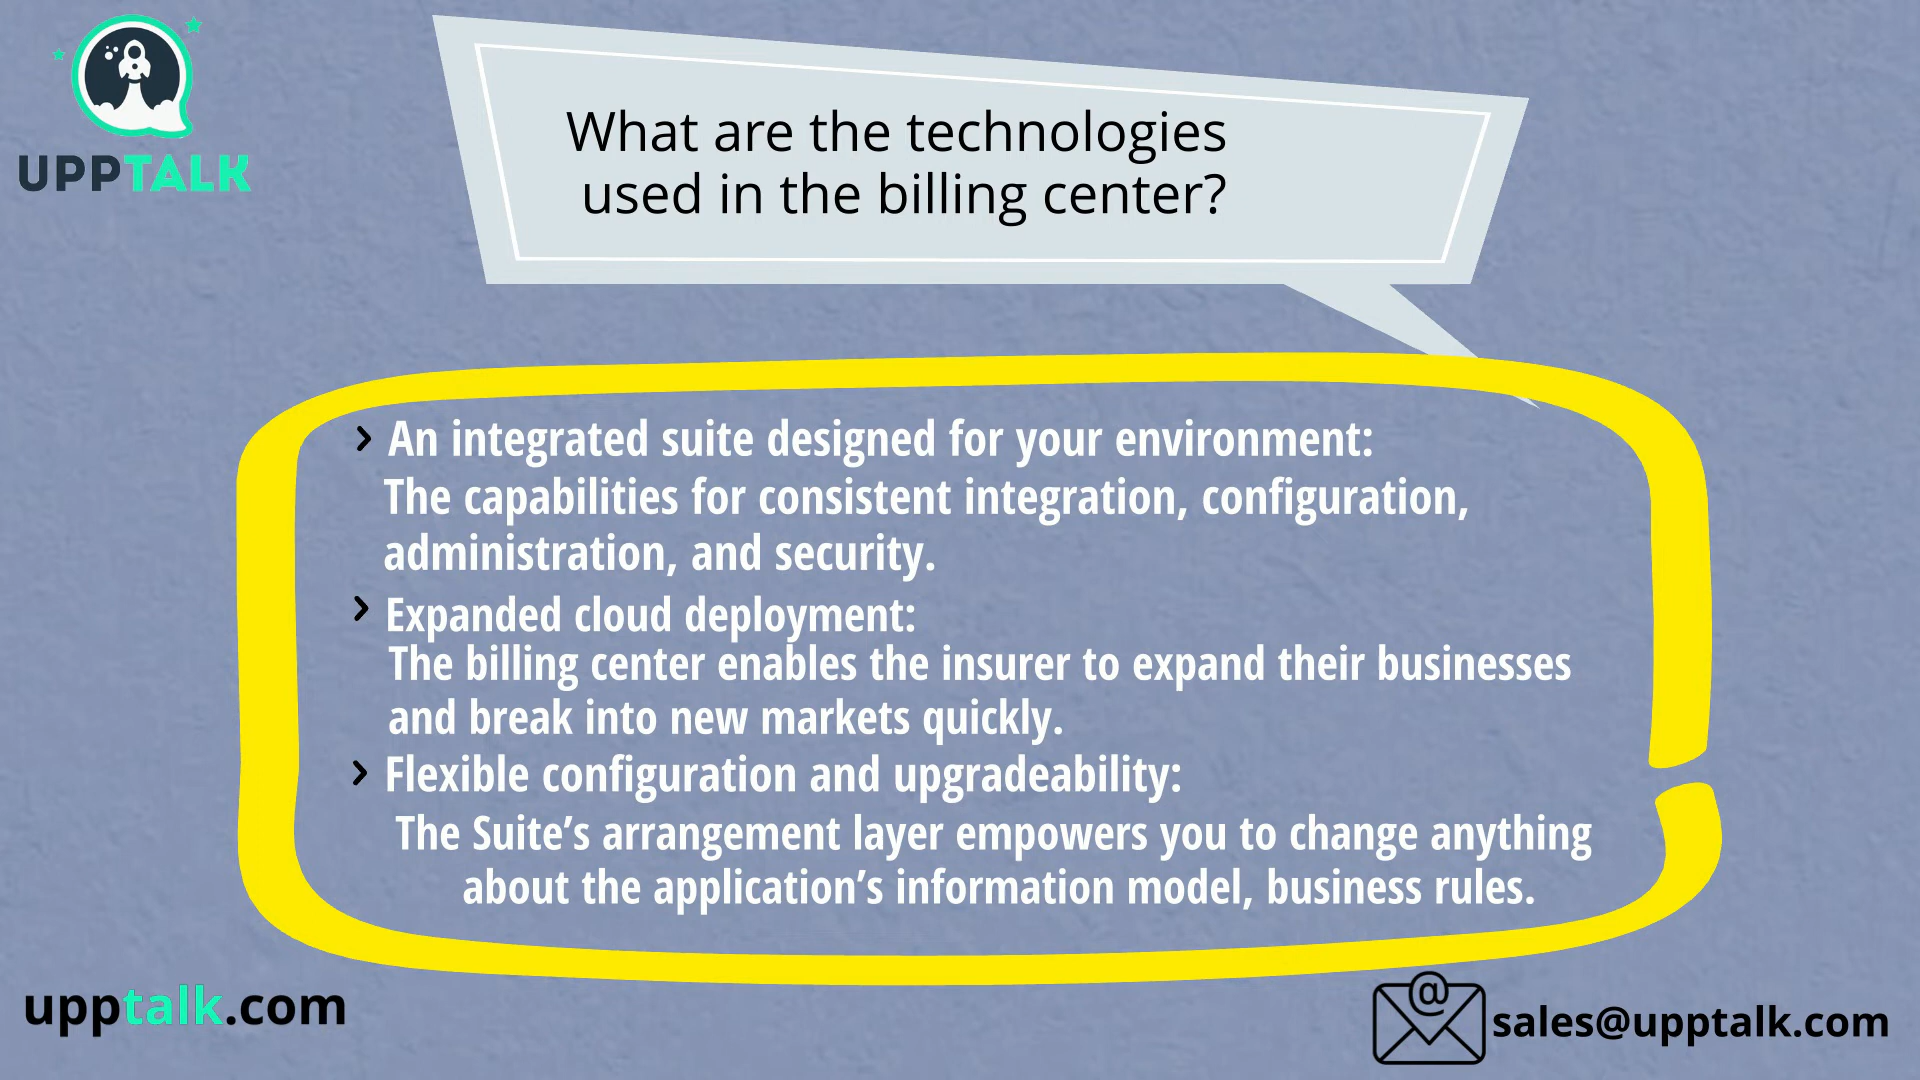 UPPTALK
What are the technologies
used in the billing center?
An integrated suite designed for your environment:
The capabilities for consistent integration, configuration,
administration, and security.
Expanded cloud deployment:
The billing center enables the insurer to expand their businesses
and break into new markets quickly.
Flexible configuration and upgradeability:
The Suite’s arrangement layer empowers you to change anything
about the application’s information model, business rules.
upptalk.com
@
sales@upptalk.com